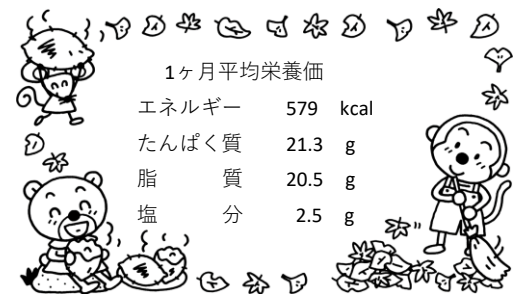 1ヶ月平均栄養価
エネルギー 579 kcal
たんぱく質 21.3 g
脂 質 20.5 g
塩 分 2.5 g